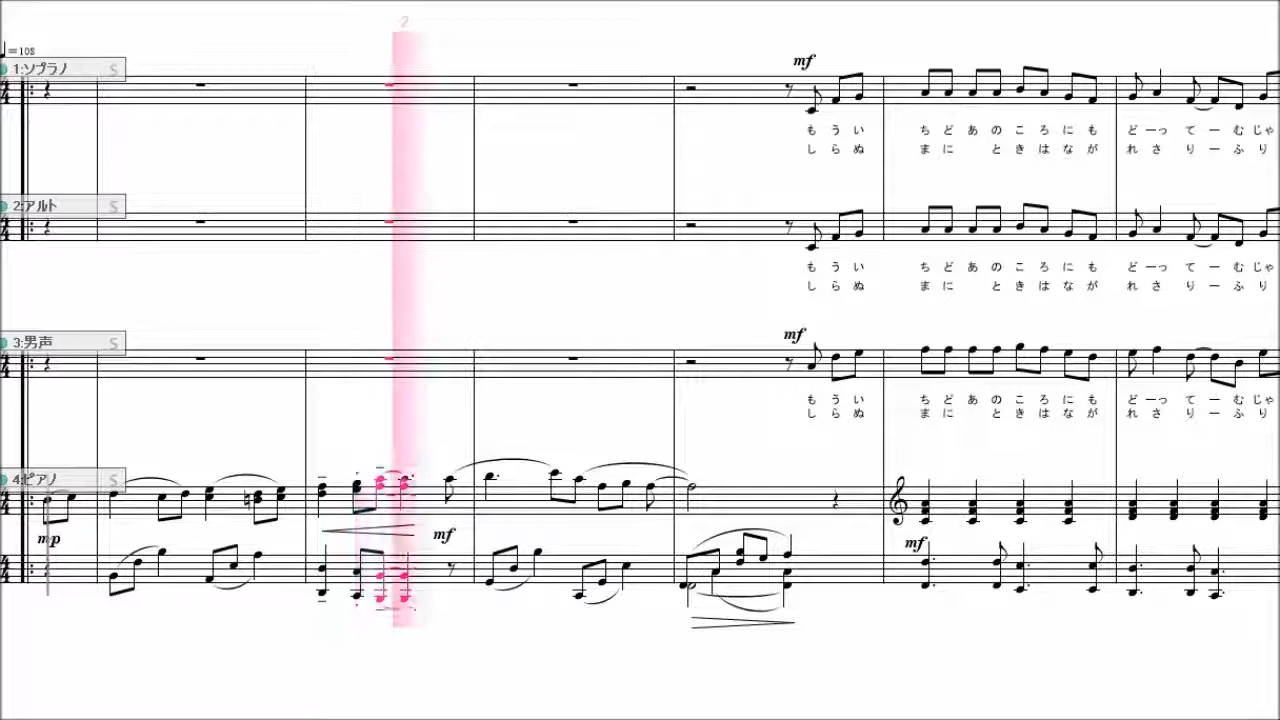 2
♩=108
1:ソプラノ S
mf
も う い ち ど あ の こ ろ に も ど ー っ て ー む じゃ
し ら ぬ ま に と き は な が れ さ り ー ふ り
2:アルト S
も う い ち ど あ の こ ろ に も ど ー っ て ー む じゃ
し ら ぬ ま に と き は な が れ さ り ー ふ り
3:男声 S
mf
も う い ち ど あ の こ ろ に も ど ー っ て ー む じゃ
し ら ぬ ま に と き は な が れ さ り ー ふ り
4:ピアノ S
mp mf mf